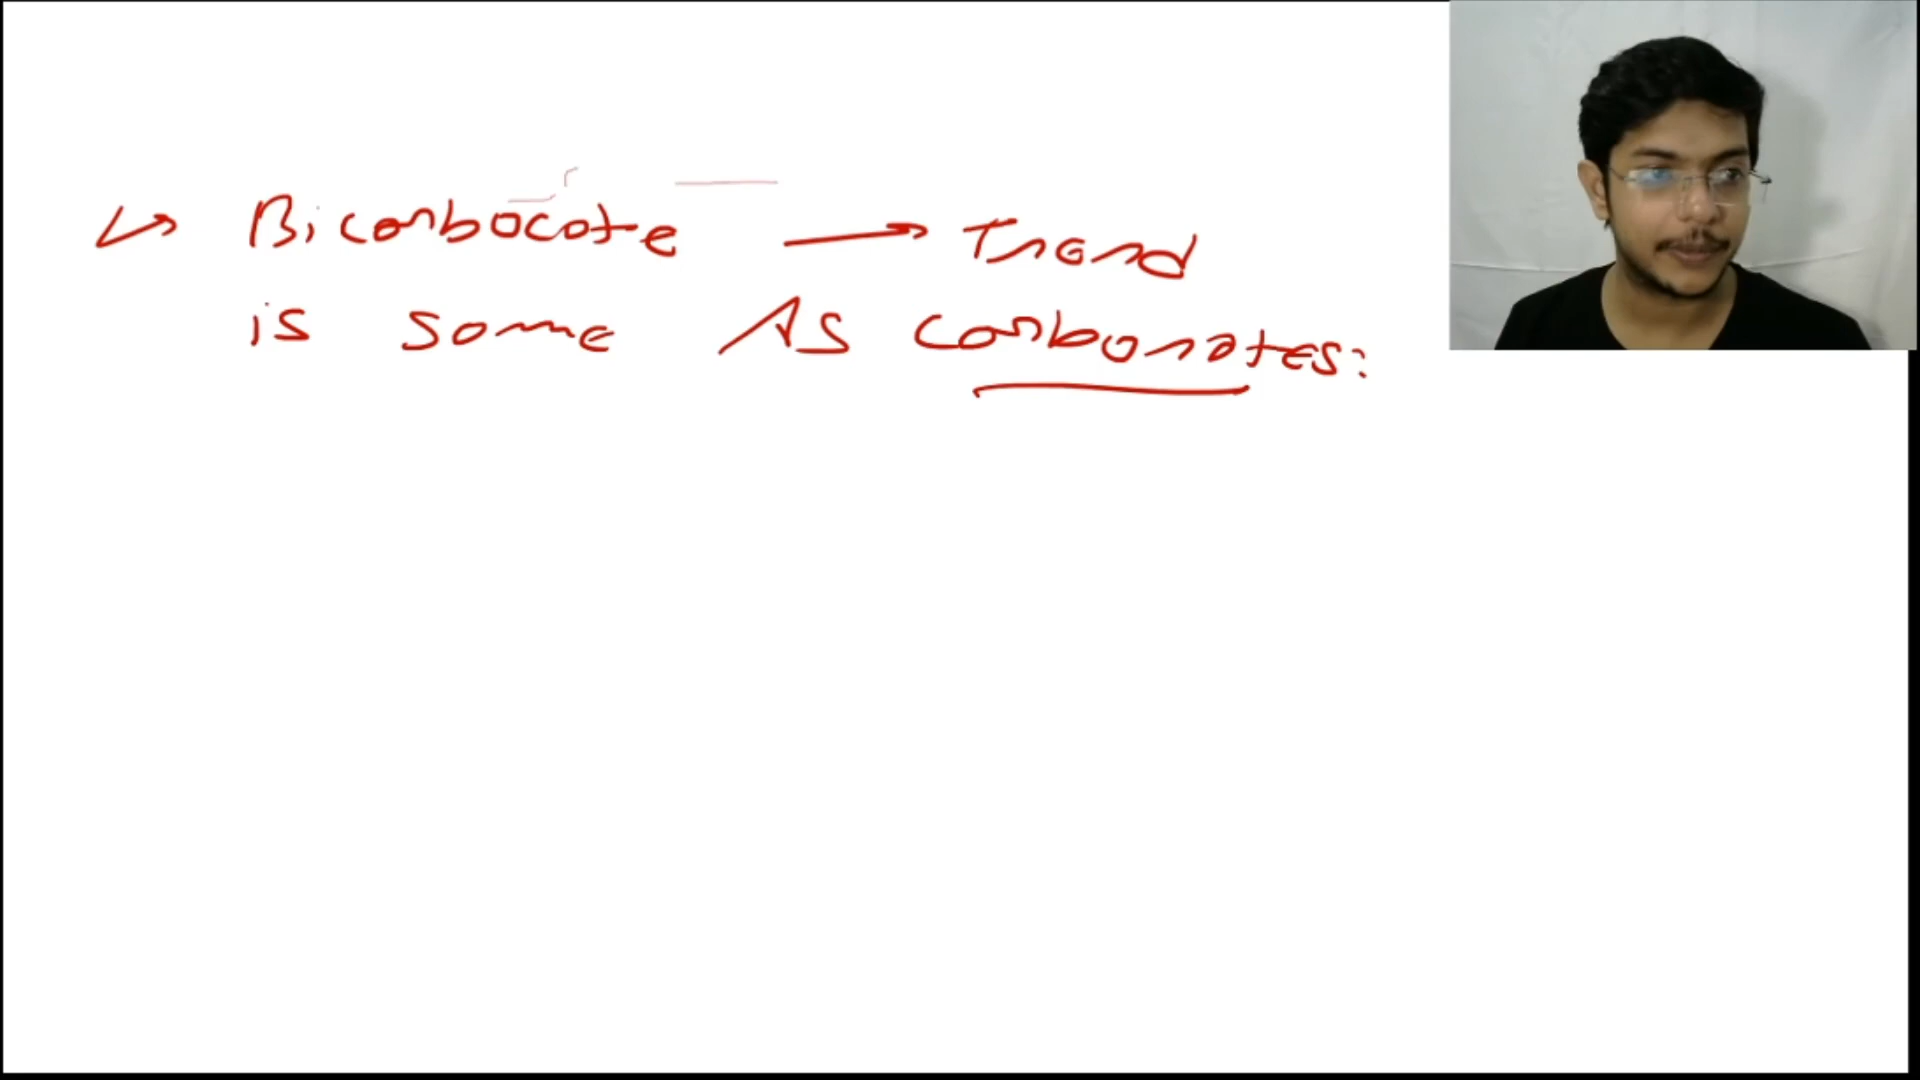 ↳ Bicarbocate → Trend
is same As carbonates: